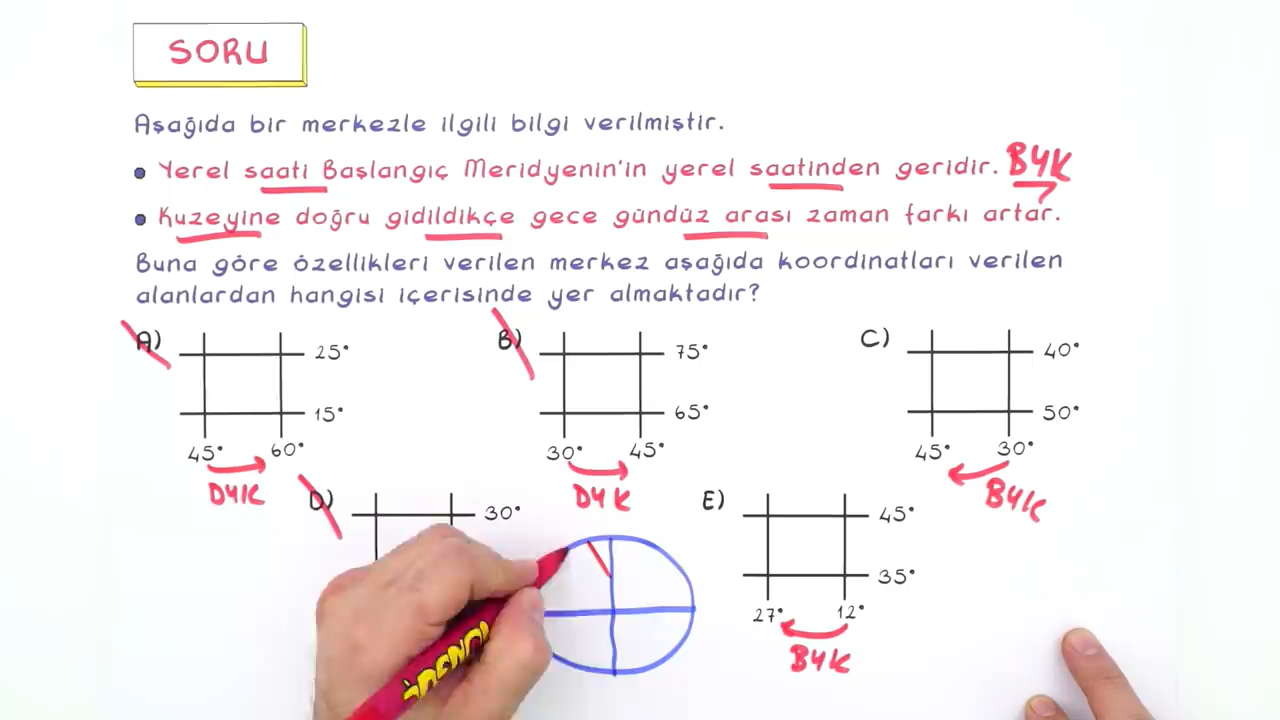 SORU
Aşağıda bir merkezle ilgili bilgi verilmiştir.
• Yerel saati Başlangıç Meridyenin'in yerel saatinden geridir. BYK
• Kuzeyine doğru gidildikçe gece gündüz arası zaman farkı artar.
Buna göre özellikleri verilen merkez aşağıda koordinatları verilen
alanlardan hangisi içerisinde yer almaktadır?
A) 25°
15°
45° 60°
DYK
B) 75°
65°
30° 45°
DYK
C) 40°
50°
45° 30°
BYK
D) 30°
E) 45°
35°
27° 12°
BYK